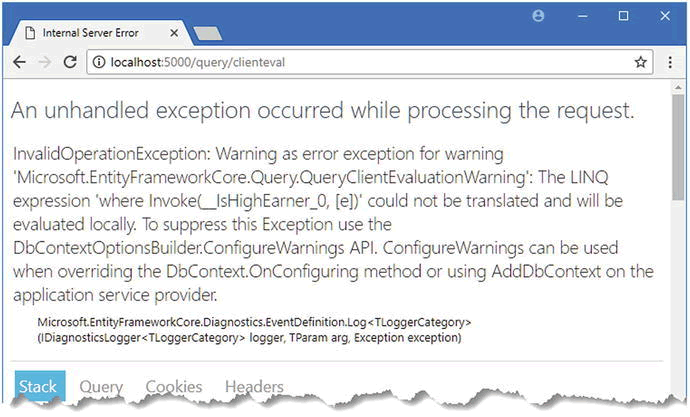 Internal Server Error
localhost:5000/query/clienteval
An unhandled exception occurred while processing the request.
InvalidOperationException: Warning as error exception for warning
'Microsoft.EntityFrameworkCore.Query.QueryClientEvaluationWarning': The LINQ
expression 'where Invoke(__IsHighEarner_0, [e])' could not be translated and will be
evaluated locally. To suppress this Exception use the
DbContextOptionsBuilder.ConfigureWarnings API. ConfigureWarnings can be used
when overriding the DbContext.OnConfiguring method or using AddDbContext on the
application service provider.
Microsoft.EntityFrameworkCore.Diagnostics.EventDefinition.Log<TLoggerCategory>
(IDiagnosticsLogger<TLoggerCategory> logger, TParam arg, Exception exception)
Stack Query Cookies Headers